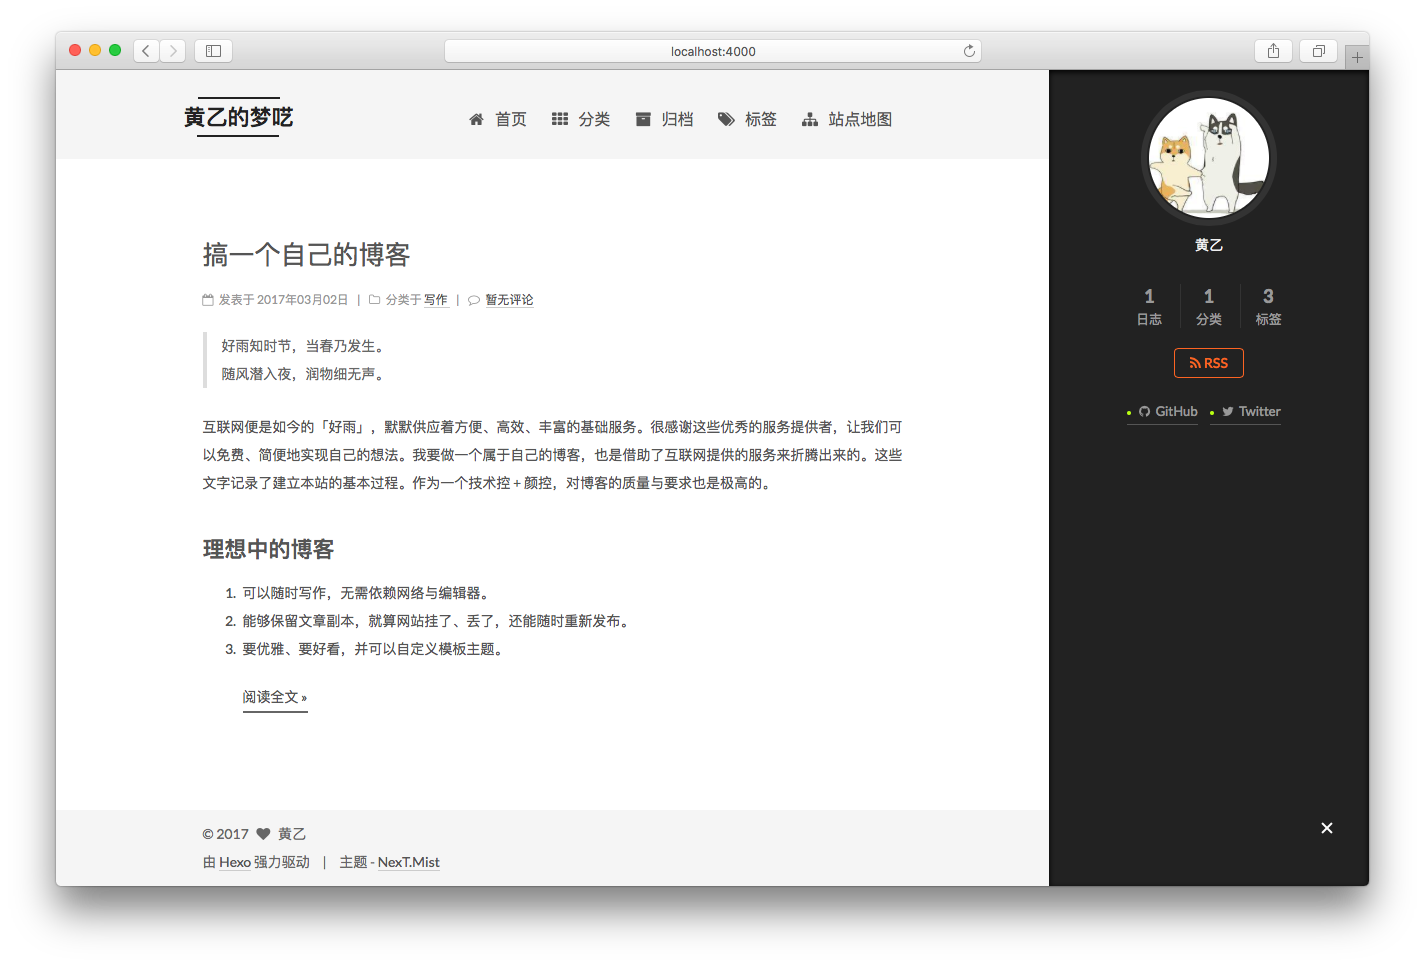 localhost:4000
黄乙的梦呓
首页 分类 归档 标签 站点地图
搞一个自己的博客
发表于 2017年03月02日 | 分类于 写作 | 暂无评论
好雨知时节，当春乃发生。
随风潜入夜，润物细无声。
互联网便是如今的「好雨」，默默供应着方便、高效、丰富的基础服务。很感谢这些优秀的服务提供者，让我们可
以免费、简便地实现自己的想法。我要做一个属于自己的博客，也是借助了互联网提供的服务来折腾出来的。这些
文字记录了建立本站的基本过程。作为一个技术控 + 颜控，对博客的质量与要求也是极高的。
理想中的博客
1. 可以随时写作，无需依赖网络与编辑器。
2. 能够保留文章副本，就算网站挂了、丢了，还能随时重新发布。
3. 要优雅、要好看，并可以自定义模板主题。
阅读全文 »
© 2017 黄乙
由 Hexo 强力驱动 | 主题 - NexT.Mist
黄乙
1 1 3
日志 分类 标签
RSS
GitHub Twitter